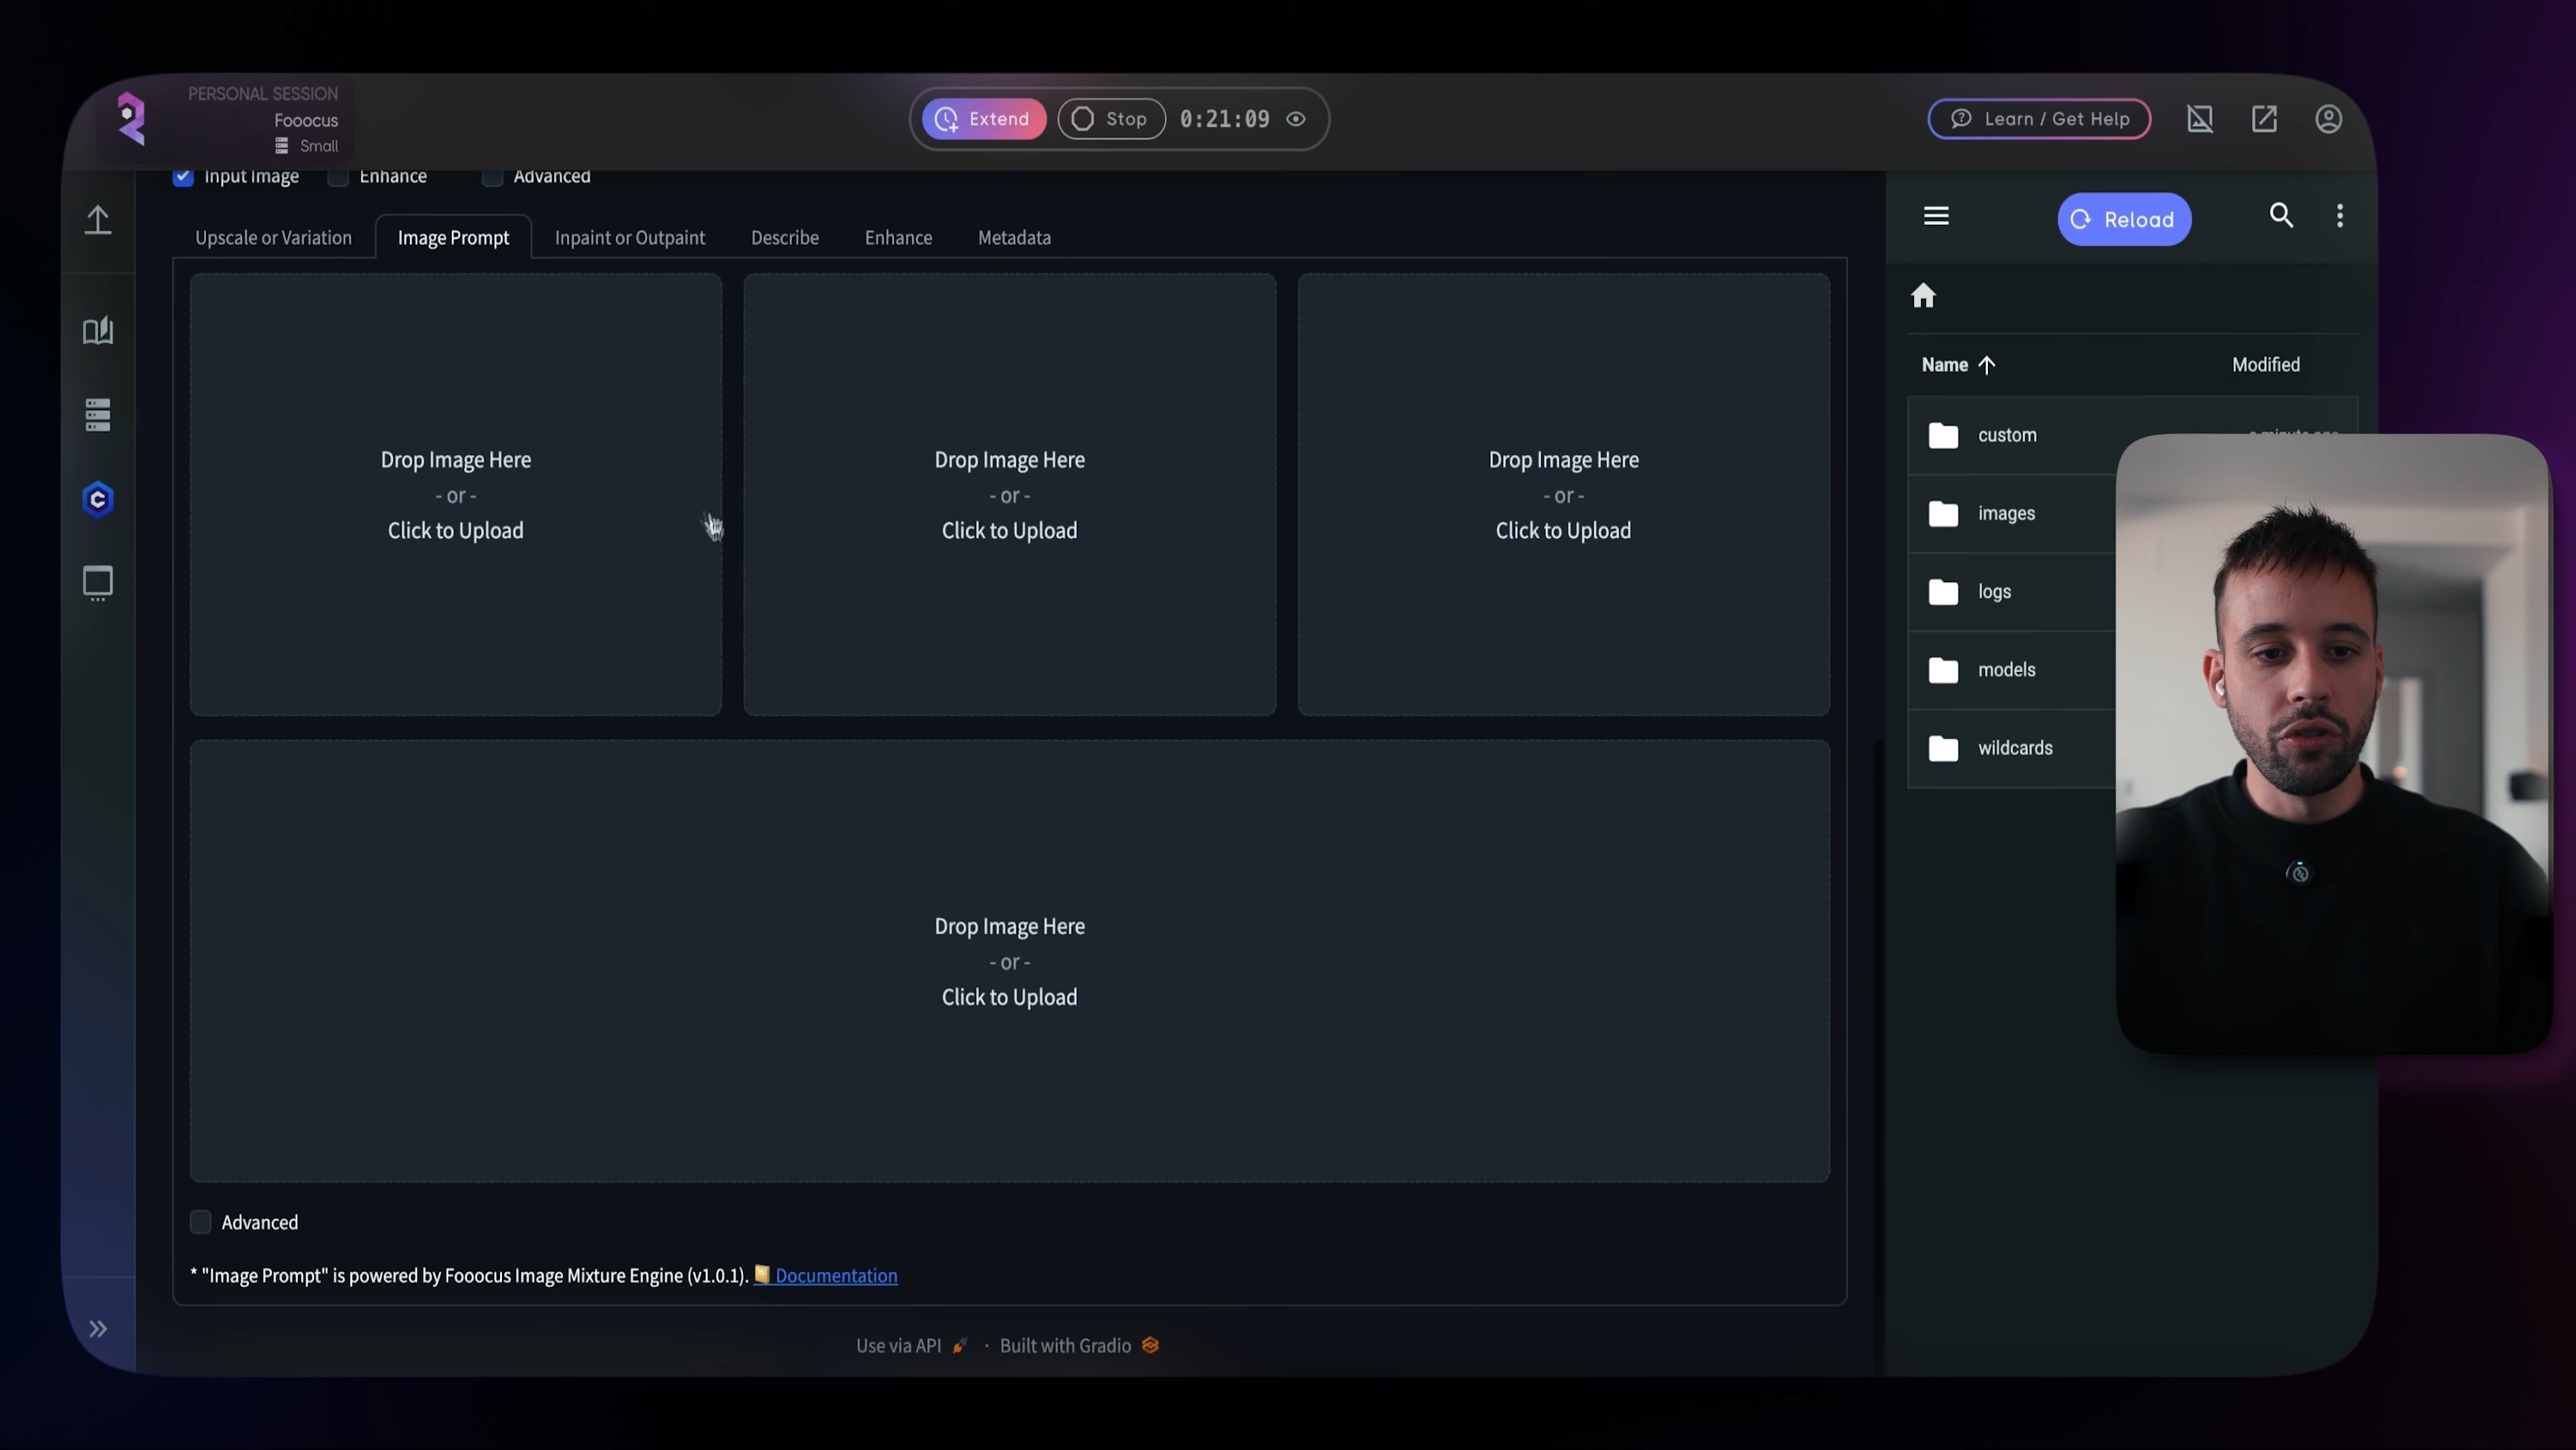 PERSONAL SESSION
Fooocus
Small
Extend
Stop
0:21:09
Learn / Get Help
Input Image
Enhance
Advanced
Reload
Upscale or Variation
Image Prompt
Inpaint or Outpaint
Describe
Enhance
Metadata
Name
Modified
custom
images
logs
models
wildcards
Drop Image Here
- or -
Click to Upload
Drop Image Here
- or -
Click to Upload
Drop Image Here
- or -
Click to Upload
Drop Image Here
- or -
Click to Upload
Advanced
* "Image Prompt" is powered by Fooocus Image Mixture Engine (v1.0.1). Documentation
Use via API · Built with Gradio